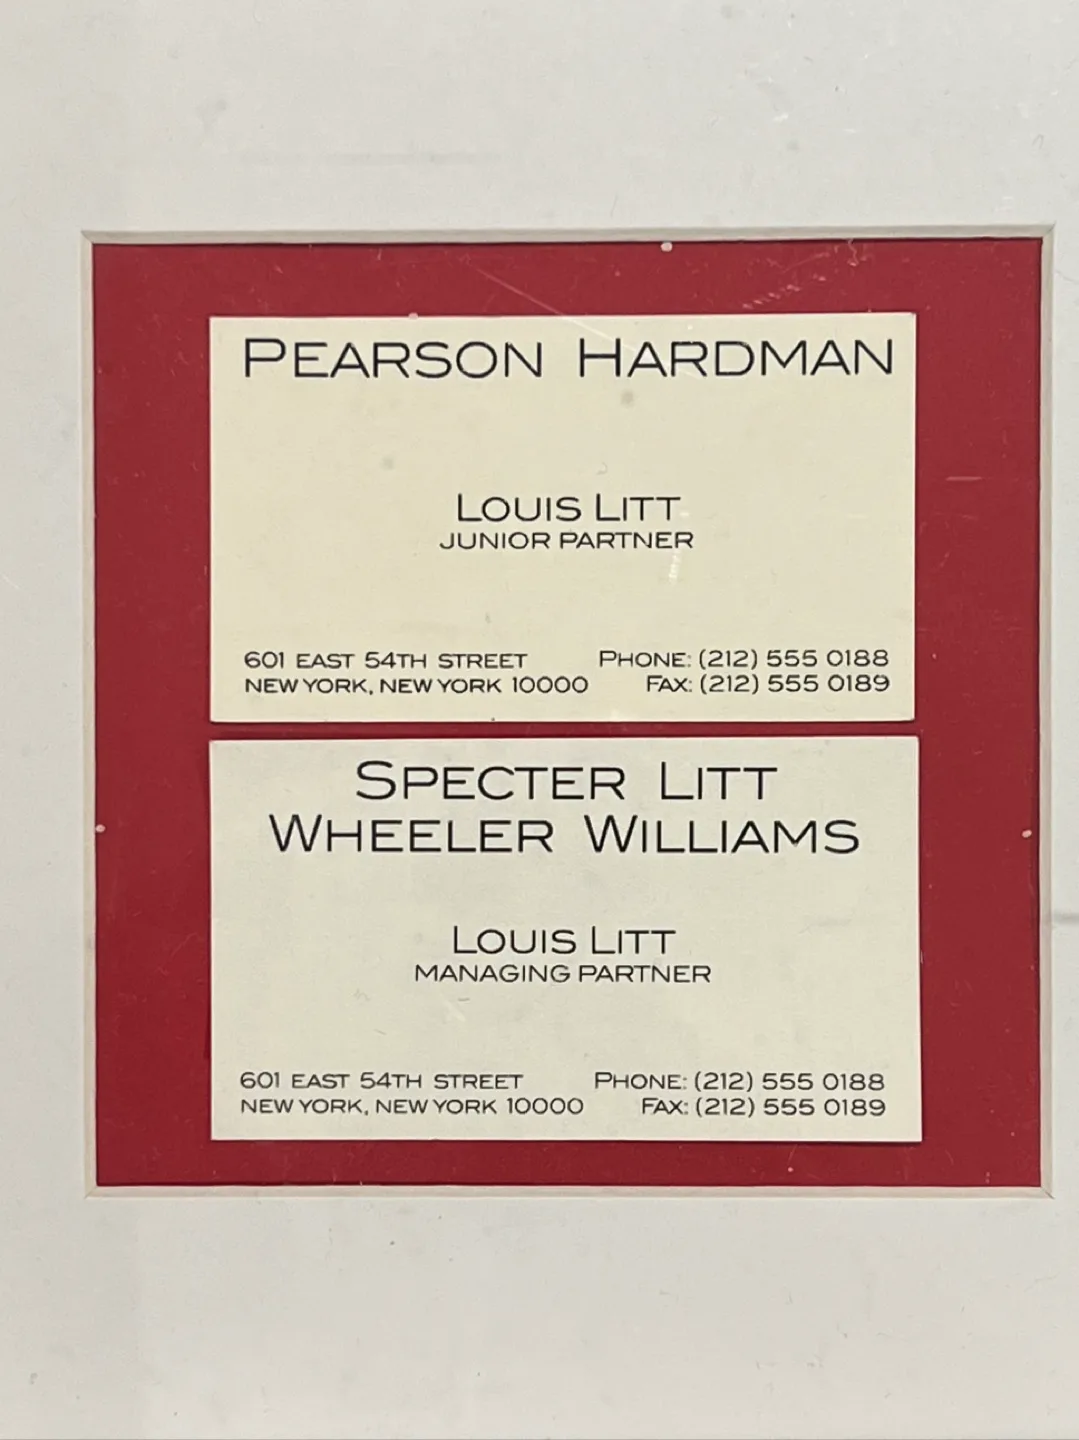 PEARSON HARDMAN
LOUIS LITT
JUNIOR PARTNER
601 EAST 54TH STREET PHONE: (212) 555 0188
NEW YORK, NEW YORK 10000 FAX: (212) 555 0189
SPECTER LITT
WHEELER WILLIAMS
LOUIS LITT
MANAGING PARTNER
601 EAST 54TH STREET PHONE: (212) 555 0188
NEW YORK, NEW YORK 10000 FAX: (212) 555 0189